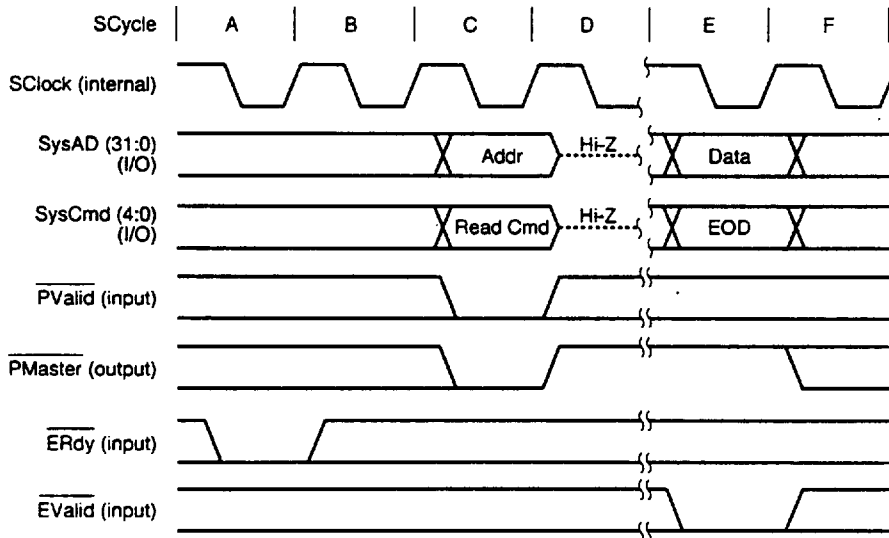 SCycle A B C D E F
SClock (internal)
SysAD (31:0)
(I/O)
Addr Hi-Z Data
SysCmd (4:0)
(I/O)
Read Cmd Hi-Z EOD
PValid (input)
PMaster (output)
ERdy (input)
EValid (input)